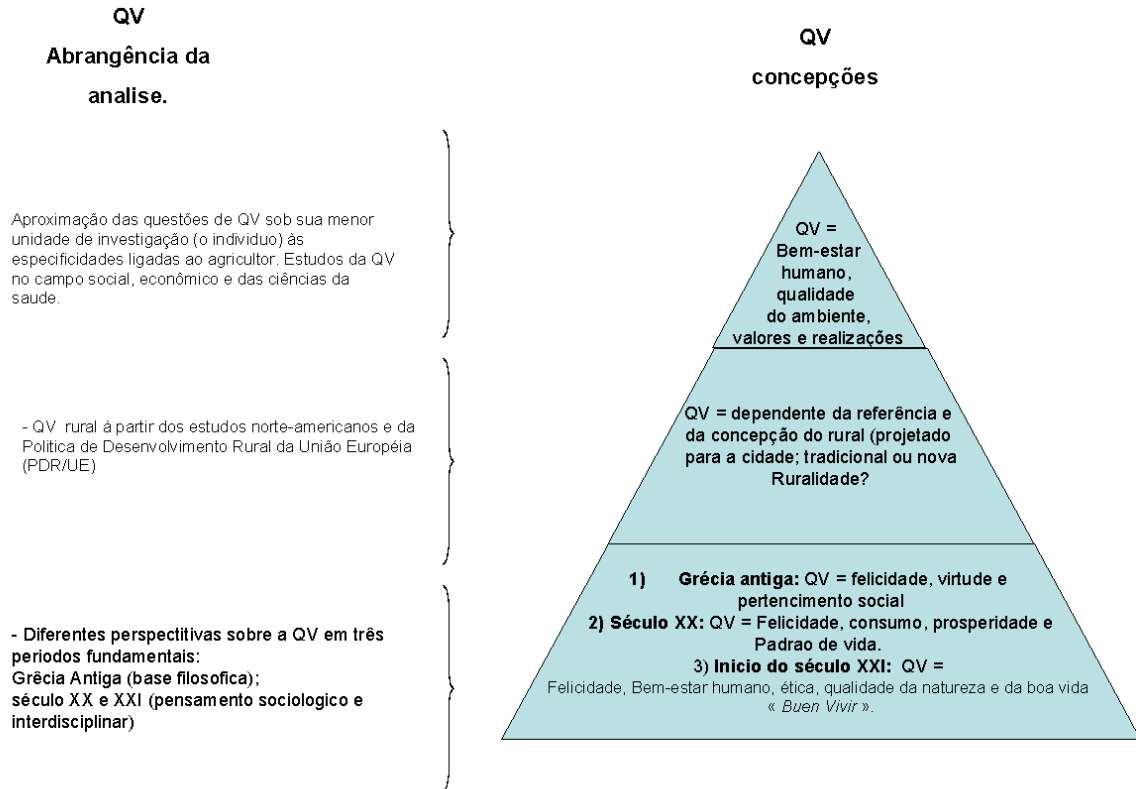 QV
Abrangência da
analise.
QV
concepções
Aproximação das questões de QV sob sua menor
unidade de investigação (o individuo) às
especificidades ligadas ao agricultor. Estudos da QV
no campo social, econômico e das ciências da
saude.
QV =
Bem-estar
humano,
qualidade
do ambiente,
valores e realizações
- QV rural à partir dos estudos norte-americanos e da
Politica de Desenvolvimento Rural da União Européia
(PDR/UE)
QV = dependente da referência e
da concepção do rural (projetado
para a cidade; tradicional ou nova
Ruralidade?
- Diferentes perspectitivas sobre a QV em três
periodos fundamentais:
Grêcia Antiga (base filosofica);
século XX e XXI (pensamento sociologico e
interdisciplinar)
1) Grécia antiga: QV = felicidade, virtude e
pertencimento social
2) Século XX: QV = Felicidade, consumo, prosperidade e
Padrao de vida.
3) Inicio do século XXI: QV =
Felicidade, Bem-estar humano, ética, qualidade da natureza e da boa vida
« Buen Vivir ».